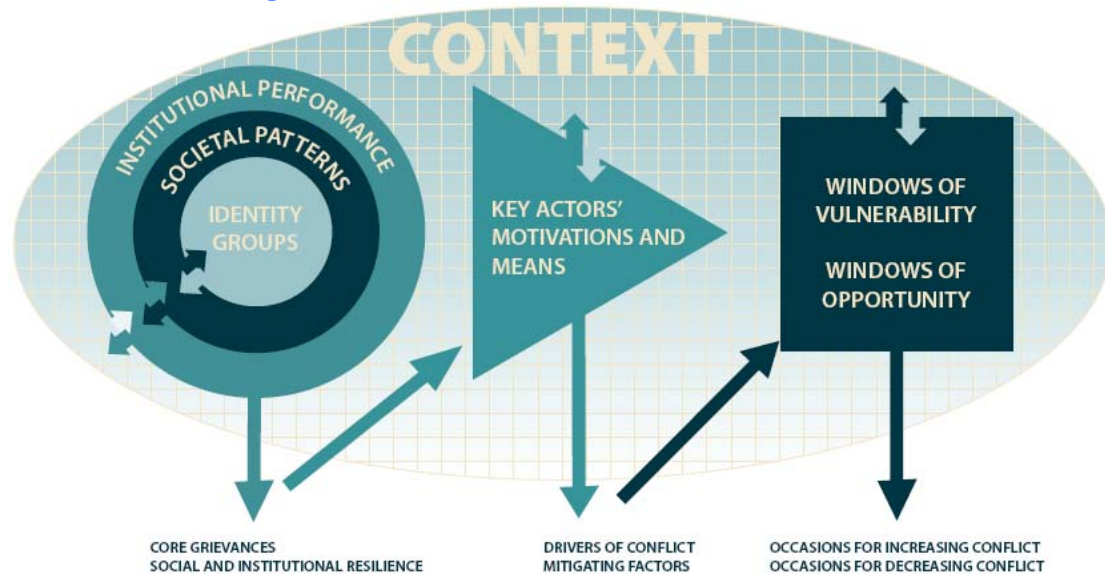 CONTEXT
INSTITUTIONAL PERFORMANCE
SOCIETAL PATTERNS
IDENTITY
GROUPS
KEY ACTORS'
MOTIVATIONS AND
MEANS
WINDOWS OF
VULNERABILITY
WINDOWS OF
OPPORTUNITY
CORE GRIEVANCES
SOCIAL AND INSTITUTIONAL RESILIENCE
DRIVERS OF CONFLICT
MITIGATING FACTORS
OCCASIONS FOR INCREASING CONFLICT
OCCASIONS FOR DECREASING CONFLICT